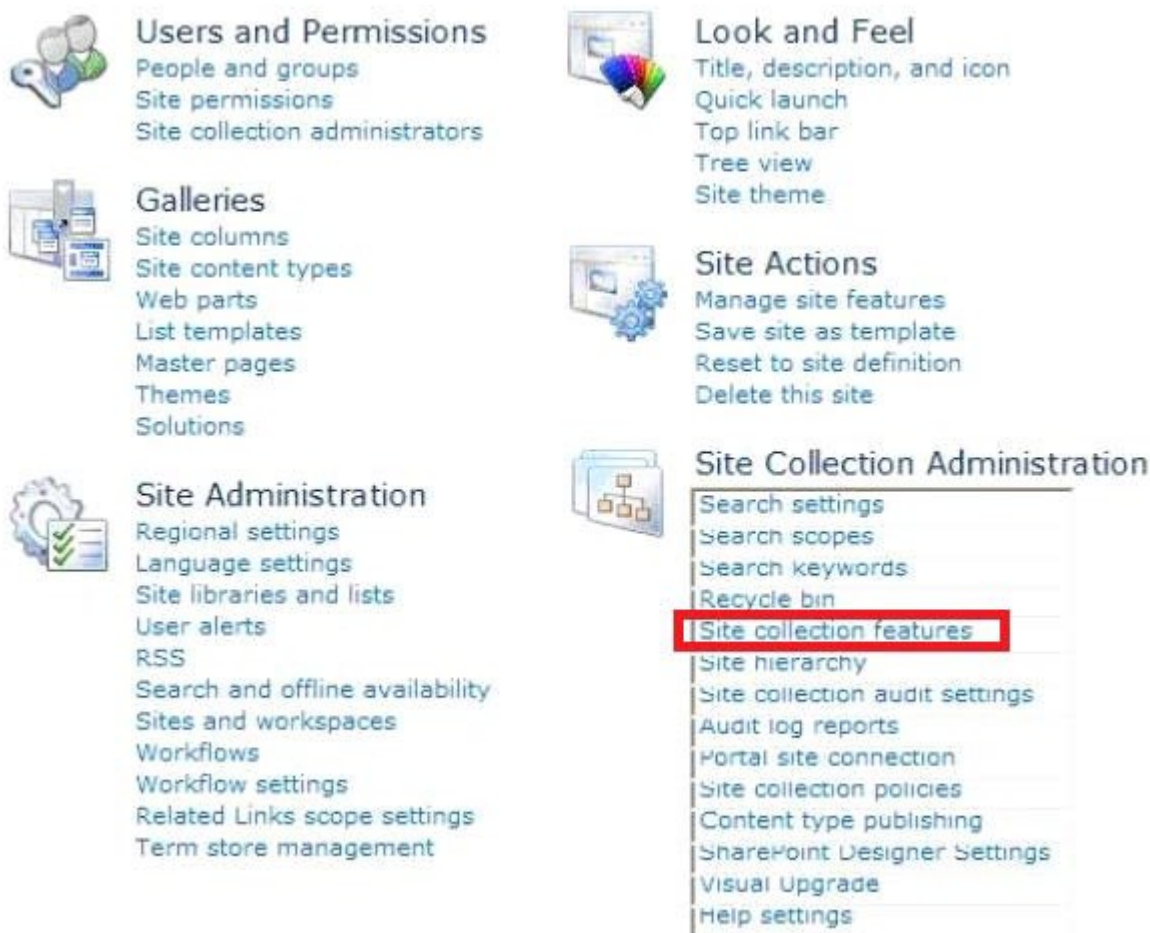 Users and Permissions
People and groups
Site permissions
Site collection administrators
Galleries
Site columns
Site content types
Web parts
List templates
Master pages
Themes
Solutions
Site Administration
Regional settings
Language settings
Site libraries and lists
User alerts
RSS
Search and offline availability
Sites and workspaces
Workflows
Workflow settings
Related Links scope settings
Term store management
Look and Feel
Title, description, and icon
Quick launch
Top link bar
Tree view
Site theme
Site Actions
Manage site features
Save site as template
Reset to site definition
Delete this site
Site Collection Administration
Search settings
Search scopes
Search keywords
Recycle bin
Site collection features
Site hierarchy
Site collection audit settings
Audit log reports
Portal site connection
Site collection policies
Content type publishing
SharePoint Designer Settings
Visual Upgrade
Help settings